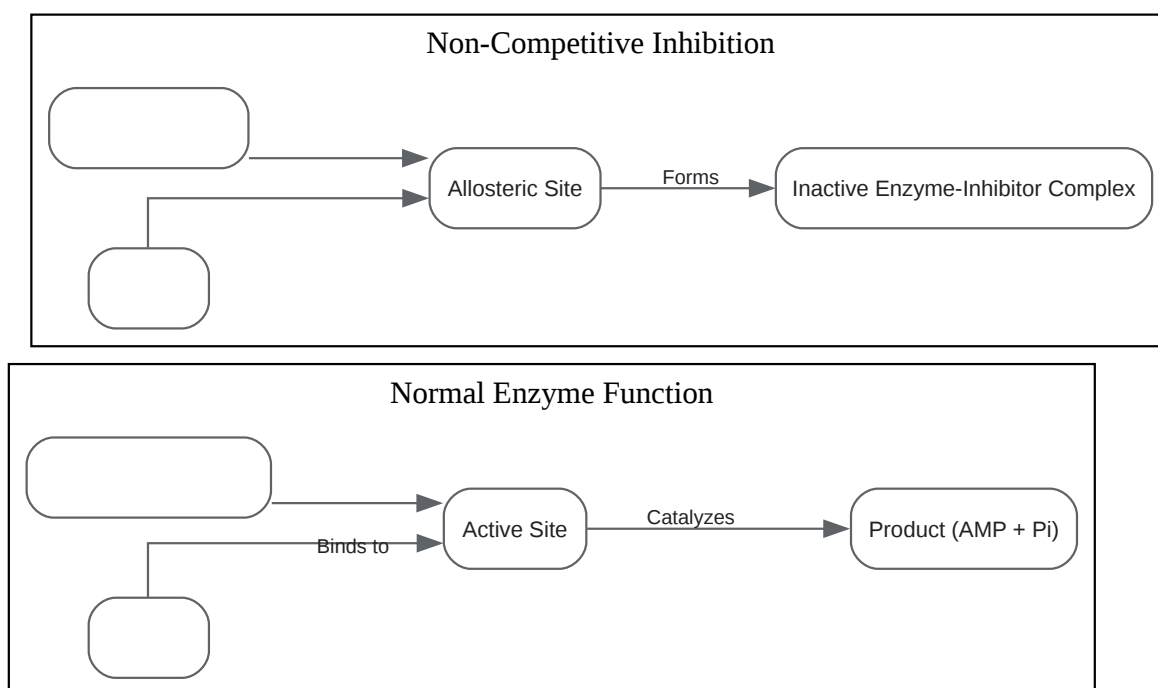 Non-Competitive Inhibition
Allosteric Site
Forms
Inactive Enzyme-Inhibitor Complex
Normal Enzyme Function
Active Site
Catalyzes
Product (AMP + Pi)
Binds to